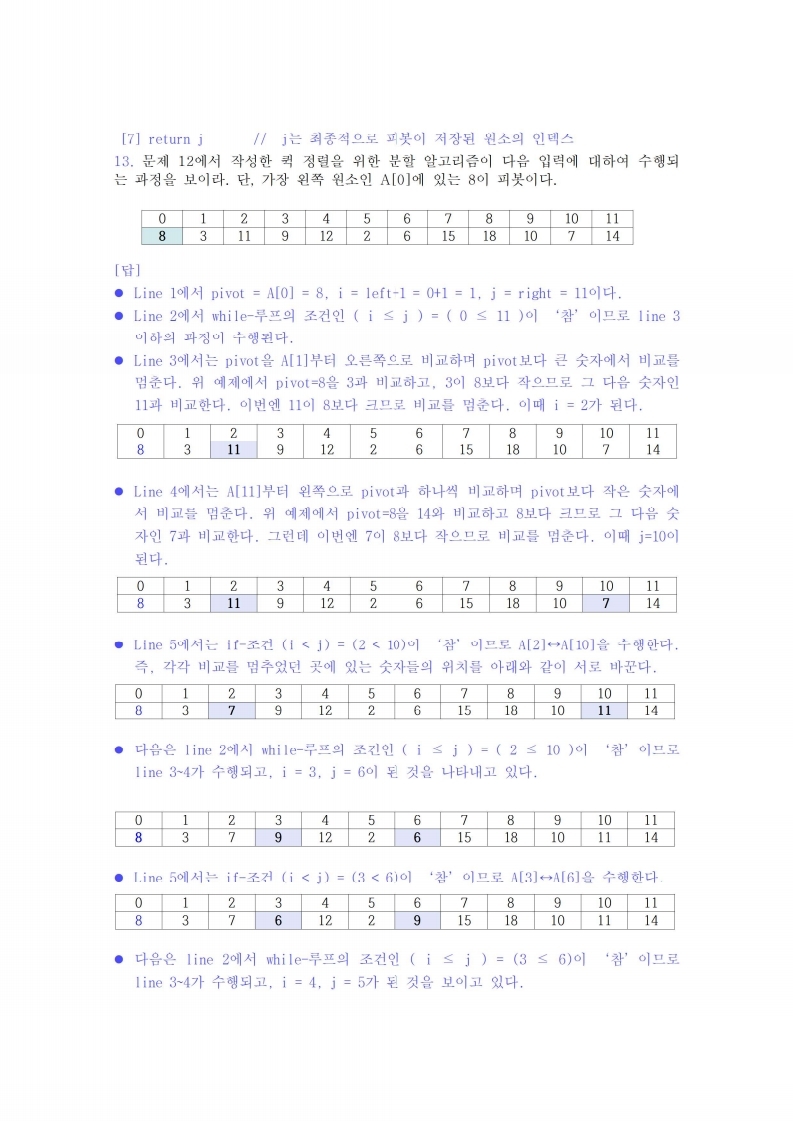 [7] return j // j는 최종적으로 피봇이 저장된 원소의 인덱스
13. 문제 12에서 작성한 퀵 정렬을 위한 분할 알고리즘이 다음 입력에 대하여 수행되
는 과정을 보이라. 단, 가장 왼쪽 원소인 A[0]에 있는 8이 피봇이다.
0 1 2 3 4 5 6 7 8 9 10 11
8 3 11 9 12 2 6 15 18 10 7 14
[답]
● Line 1에서 pivot = A[0] = 8, i = left+1 = 0+1 = 1, j = right = 11이다.
● Line 2에서 while-루프의 조건인 ( i ≤ j ) = ( 0 ≤ 11 )이 ‘참’이므로 line 3
이하의 과정이 수행된다.
● Line 3에서는 pivot을 A[1]부터 오른쪽으로 비교하며 pivot보다 큰 숫자에서 비교를
멈춘다. 위 예제에서 pivot=8을 3과 비교하고, 3이 8보다 작으므로 그 다음 숫자인
11과 비교한다. 이번엔 11이 8보다 크므로 비교를 멈춘다. 이때 i = 2가 된다.
0 1 2 3 4 5 6 7 8 9 10 11
8 3 11 9 12 2 6 15 18 10 7 14
● Line 4에서는 A[11]부터 왼쪽으로 pivot과 하나씩 비교하며 pivot보다 작은 숫자에
서 비교를 멈춘다. 위 예제에서 pivot=8을 14와 비교하고 8보다 크므로 그 다음 숫
자인 7과 비교한다. 그런데 이번엔 7이 8보다 작으므로 비교를 멈춘다. 이때 j=10이
된다.
0 1 2 3 4 5 6 7 8 9 10 11
8 3 11 9 12 2 6 15 18 10 7 14
● Line 5에서는 if-조건 (i < j) = (2 < 10)이 ‘참’이므로 A[2]↔A[10]을 수행한다.
즉, 각각 비교를 멈추었던 곳에 있는 숫자들의 위치를 아래와 같이 서로 바꾼다.
0 1 2 3 4 5 6 7 8 9 10 11
8 3 7 9 12 2 6 15 18 10 11 14
● 다음은 line 2에서 while-루프의 조건인 ( i ≤ j ) = ( 2 ≤ 10 )이 ‘참’이므로
line 3~4가 수행되고, i = 3, j = 6이 된 것을 나타내고 있다.
0 1 2 3 4 5 6 7 8 9 10 11
8 3 7 9 12 2 6 15 18 10 11 14
● Line 5에서는 if-조건 (i < j) = (3 < 6)이 ‘참’이므로 A[3]↔A[6]을 수행한다.
0 1 2 3 4 5 6 7 8 9 10 11
8 3 7 6 12 2 9 15 18 10 11 14
● 다음은 line 2에서 while-루프의 조건인 ( i ≤ j ) = (3 ≤ 6)이 ‘참’이므로
line 3~4가 수행되고, i = 4, j = 5가 된 것을 보이고 있다.